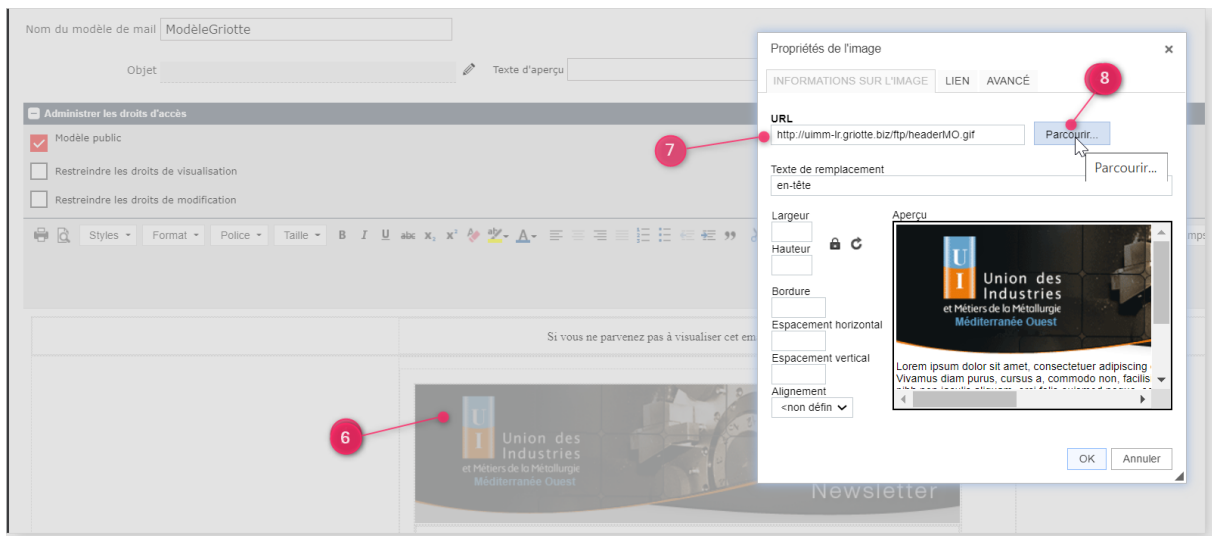 Nom du modèle de mail ModèleGriotte
Objet
Texte d'aperçu
Administrer les droits d'accès
Modèle public
Restreindre les droits de visualisation
Restreindre les droits de modification
Styles Format Police Taille B I U abc X₂ X² A
Si vous ne parvenez pas à visualiser cet em
UI
Union des
Industries
et Métiers de la Métallurgie
Méditerranée Ouest
Newsletter
6
7
8
Propriétés de l'image
INFORMATIONS SUR L'IMAGE LIEN AVANCÉ
URL
http://uimm-lr.griotte.biz/ftp/headerMO.gif Parcourir...
Parcourir...
Texte de remplacement
en-tête
Largeur
Hauteur
Bordure
Espacement horizontal
Espacement vertical
Alignement
<non défin
Aperçu
UI
Union des
Industries
et Métiers de la Métallurgie
Méditerranée Ouest
Lorem ipsum dolor sit amet, consectetuer adipiscing
Vivamus diam purus, cursus a, commodo non, facilis
OK Annuler